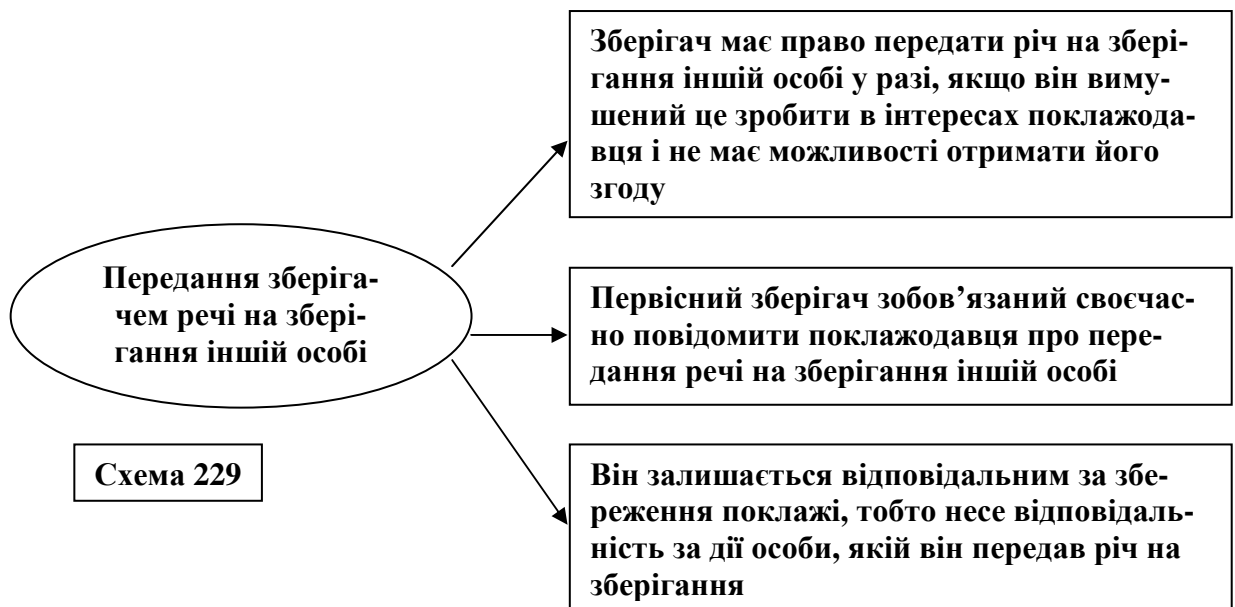 Зберігач має право передати річ на збері-
гання іншій особі у разі, якщо він виму-
шений це зробити в інтересах поклажода-
вця і не має можливості отримати його
згоду
Передання зберіга-
чем речі на збері-
гання іншій особі
Первісний зберігач зобов’язаний своєчас-
но повідомити поклажодавця про пере-
дання речі на зберігання іншій особі
Схема 229
Він залишається відповідальним за збе-
реження поклажі, тобто несе відповідаль-
ність за дії особи, якій він передав річ на
зберігання